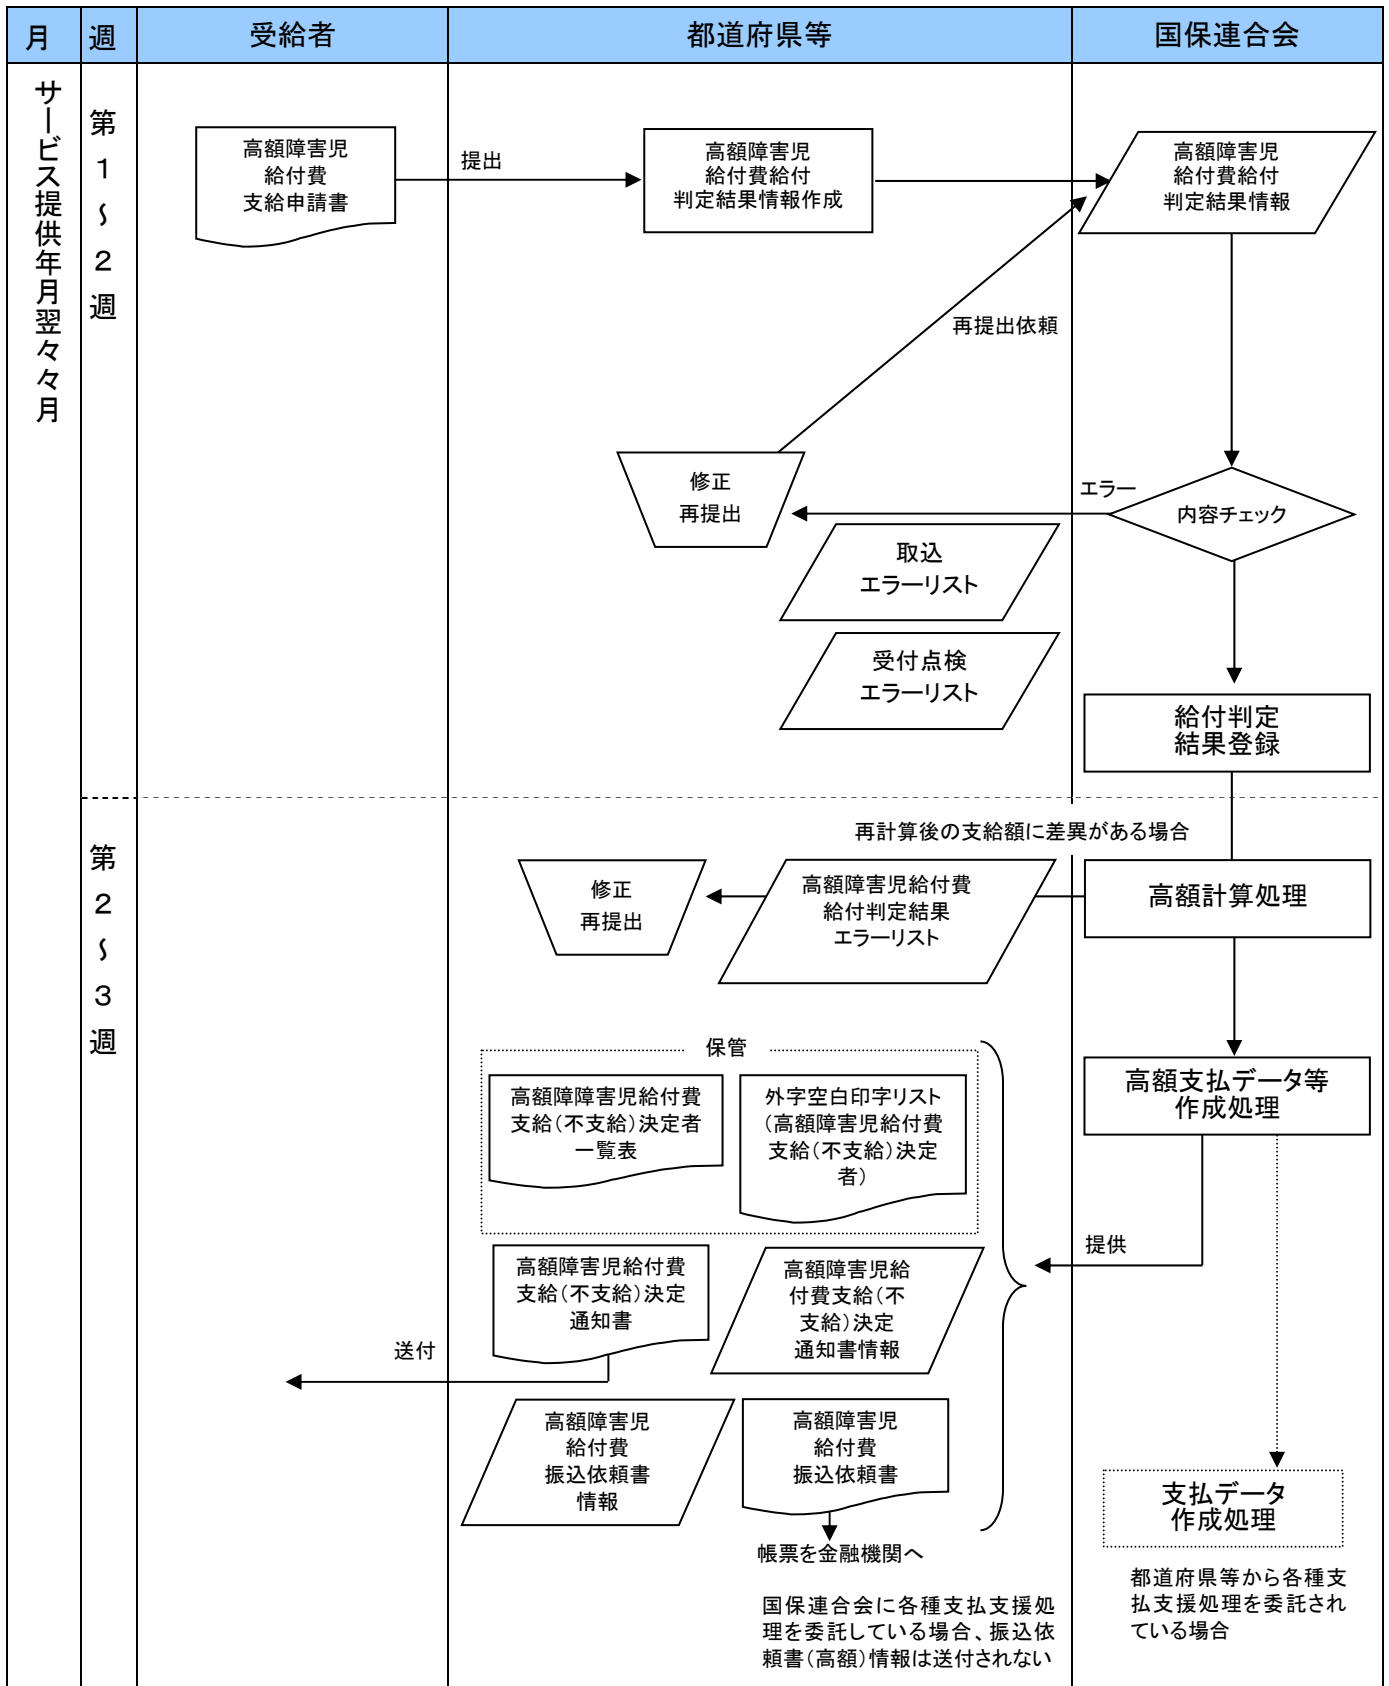 月 週 受給者 都道府県等 国保連合会
サービス提供年月翌々々月
第1～2週
高額障害児
給付費
支給申請書
提出
高額障害児
給付費給付
判定結果情報作成
高額障害児
給付費給付
判定結果情報
再提出依頼
修正
再提出
エラー
内容チェック
取込
エラーリスト
受付点検
エラーリスト
給付判定
結果登録
第2～3週
再計算後の支給額に差異がある場合
修正
再提出
高額障害児給付費
給付判定結果
エラーリスト
高額計算処理
保管
高額障障害児給付費
支給(不支給)決定者
一覧表
外字空白印字リスト
(高額障害児給付費
支給(不支給)決定
者)
高額支払データ等
作成処理
提供
高額障害児給付費
支給(不支給)決定
通知書
高額障害児給
付費支給(不
支給)決定
通知書情報
送付
高額障害児
給付費
振込依頼書
情報
高額障害児
給付費
振込依頼書
帳票を金融機関へ
支払データ
作成処理
国保連合会に各種支払支援処
理を委託している場合、振込依
頼書(高額)情報は送付されない
都道府県等から各種支
払支援処理を委託され
ている場合